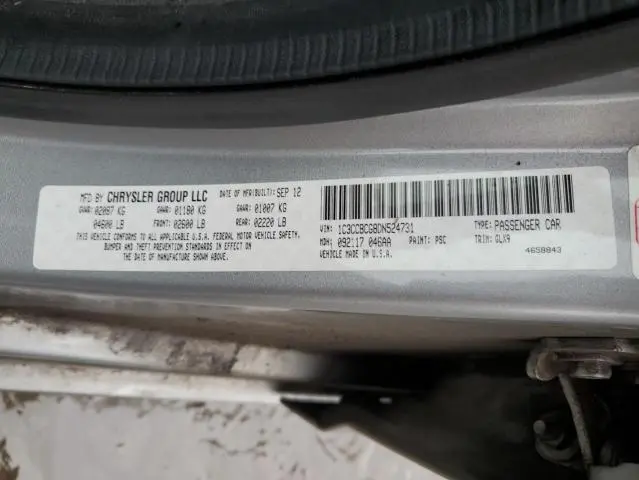 MFD BY CHRYSLER GROUP LLC DATE OF MFR(BUILT): SEP 12
GVWR: 02087 KG GAWR: 01180 KG GAWR: 01007 KG
04600 LB FRONT: 02600 LB REAR: 02220 LB
THIS VEHICLE CONFORMS TO ALL APPLICABLE U.S.A. FEDERAL MOTOR VEHICLE SAFETY,
BUMPER AND THEFT PREVENTION STANDARDS IN EFFECT ON
THE DATE OF MANUFACTURE SHOWN ABOVE.
VIN: 1C3CCBCG8DN524731 TYPE: PASSENGER CAR
MDH: 092117 046AA PAINT: PSC TRIM: GLX9
VEHICLE MADE IN U.S.A. 4658843